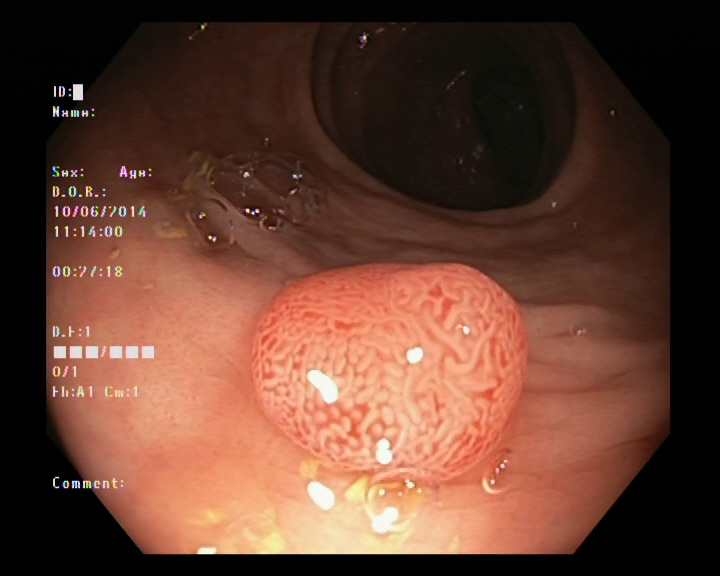 ID:
Name:
Sex: Age:
D.O.B.:
10/06/2014
11:14:00
00:27:18
D.F:1
■■■/■■■
0/1
Eh:A1 Cm:1
Comment: